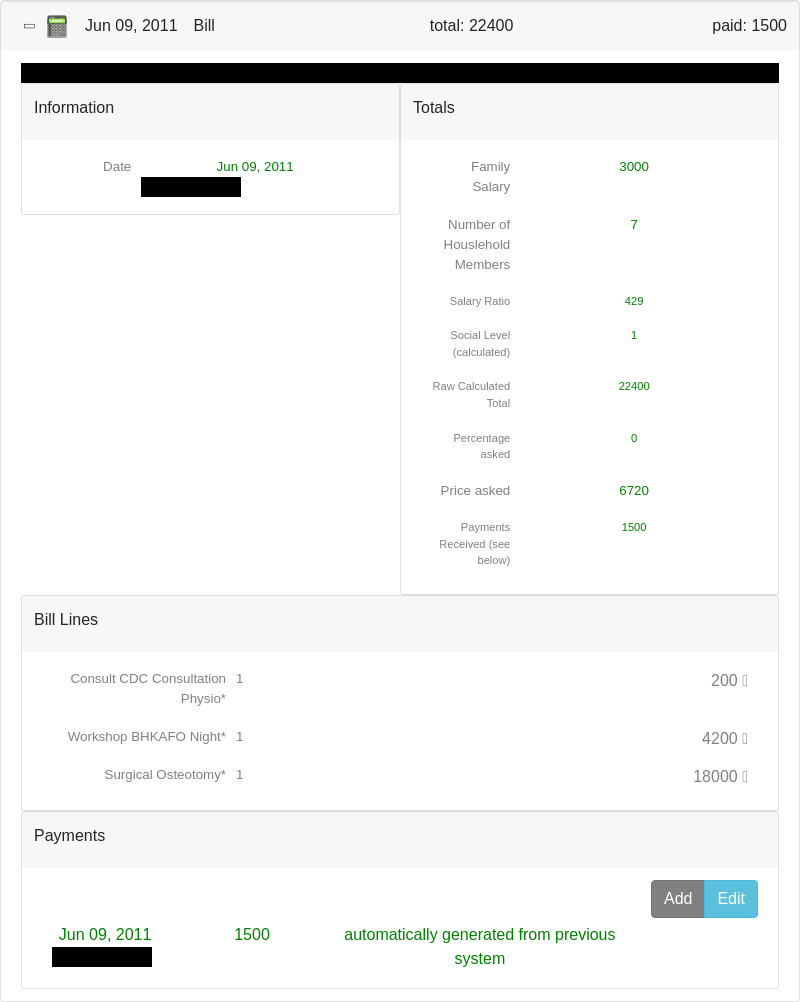 Jun 09, 2011 Bill total: 22400 paid: 1500
Information
Date Jun 09, 2011
Totals
Family 3000
Salary
Number of 7
Houslehold
Members
Salary Ratio 429
Social Level 1
(calculated)
Raw Calculated 22400
Total
Percentage 0
asked
Price asked 6720
Payments 1500
Received (see
below)
Bill Lines
Consult CDC Consultation 1 200
Physio*
Workshop BHKAFO Night* 1 4200
Surgical Osteotomy* 1 18000
Payments
Add Edit
Jun 09, 2011 1500 automatically generated from previous
system